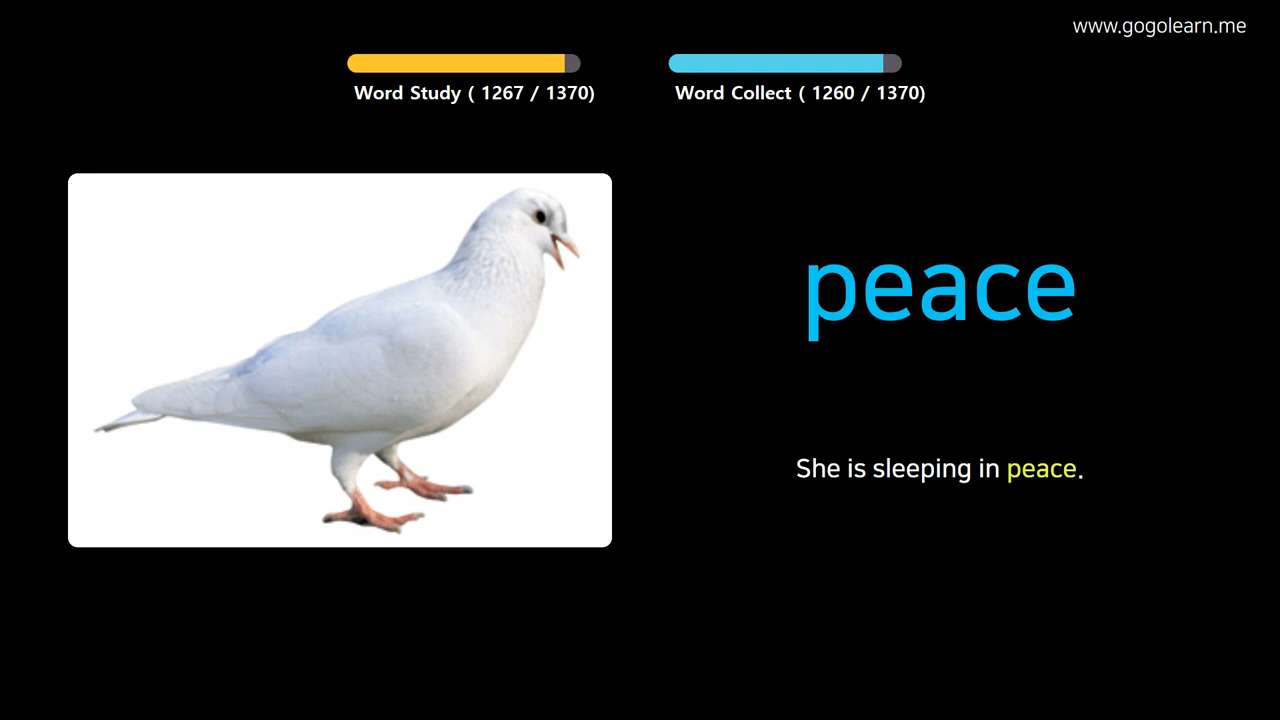 www.gogolearn.me
Word Study ( 1267 / 1370)
Word Collect ( 1260 / 1370)
peace
She is sleeping in peace.